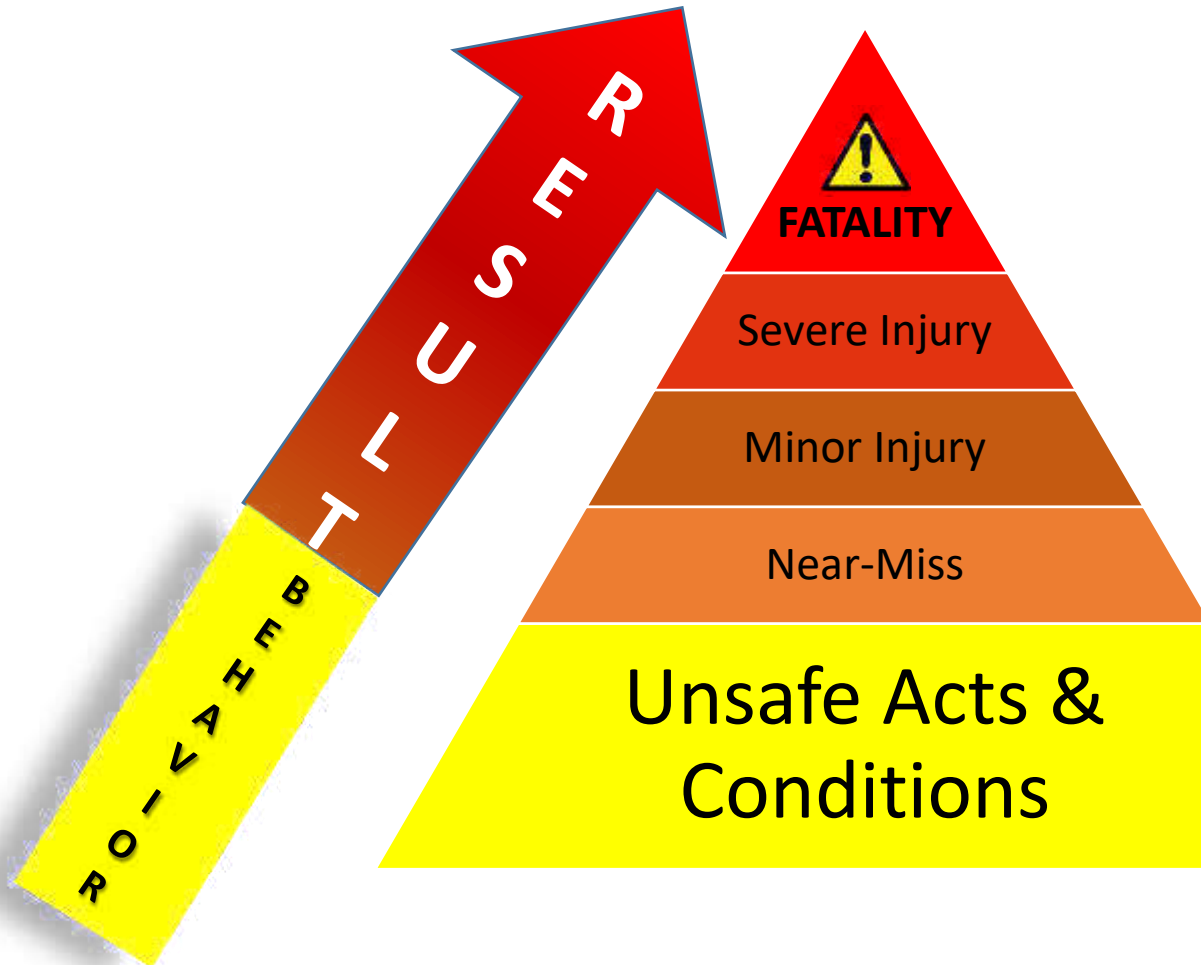 RESULT
BEHAVIOR
FATALITY
Severe Injury
Minor Injury
Near-Miss
Unsafe Acts &
Conditions